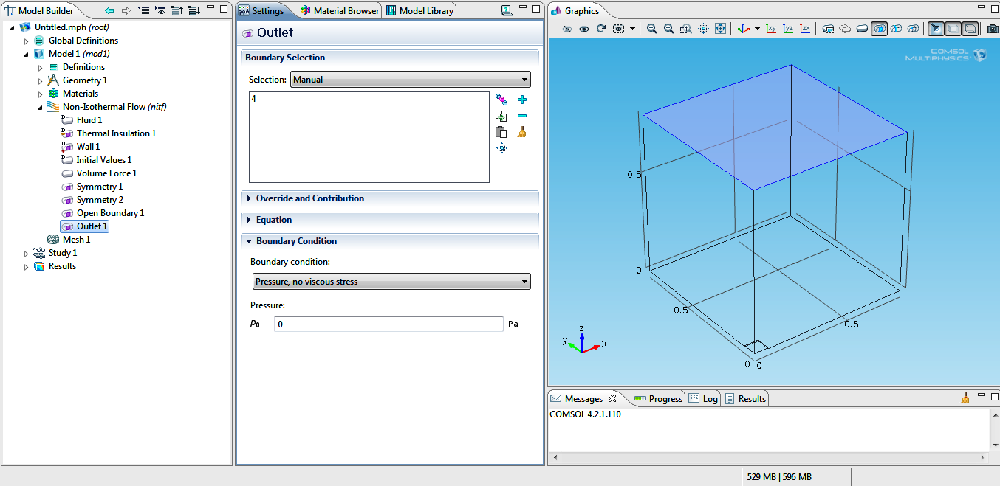 Model Builder
Untitled.mph (root)
Global Definitions
Model 1 (mod1)
Definitions
Geometry 1
Materials
Non-Isothermal Flow (nitf)
D Fluid 1
D Thermal Insulation 1
D Wall 1
D Initial Values 1
Volume Force 1
Symmetry 1
Symmetry 2
Open Boundary 1
Outlet 1
Mesh 1
Study 1
Results
Settings Material Browser Model Library
Outlet
Boundary Selection
Selection: Manual
4
Override and Contribution
Equation
Boundary Condition
Boundary condition:
Pressure, no viscous stress
Pressure:
p0 0 Pa
Graphics
xy yz zx
COMSOL
MULTIPHYSICS
0.5
0
0.5
0.5
0 0
z
y x
Messages Progress Log Results
COMSOL 4.2.1.110
529 MB | 596 MB